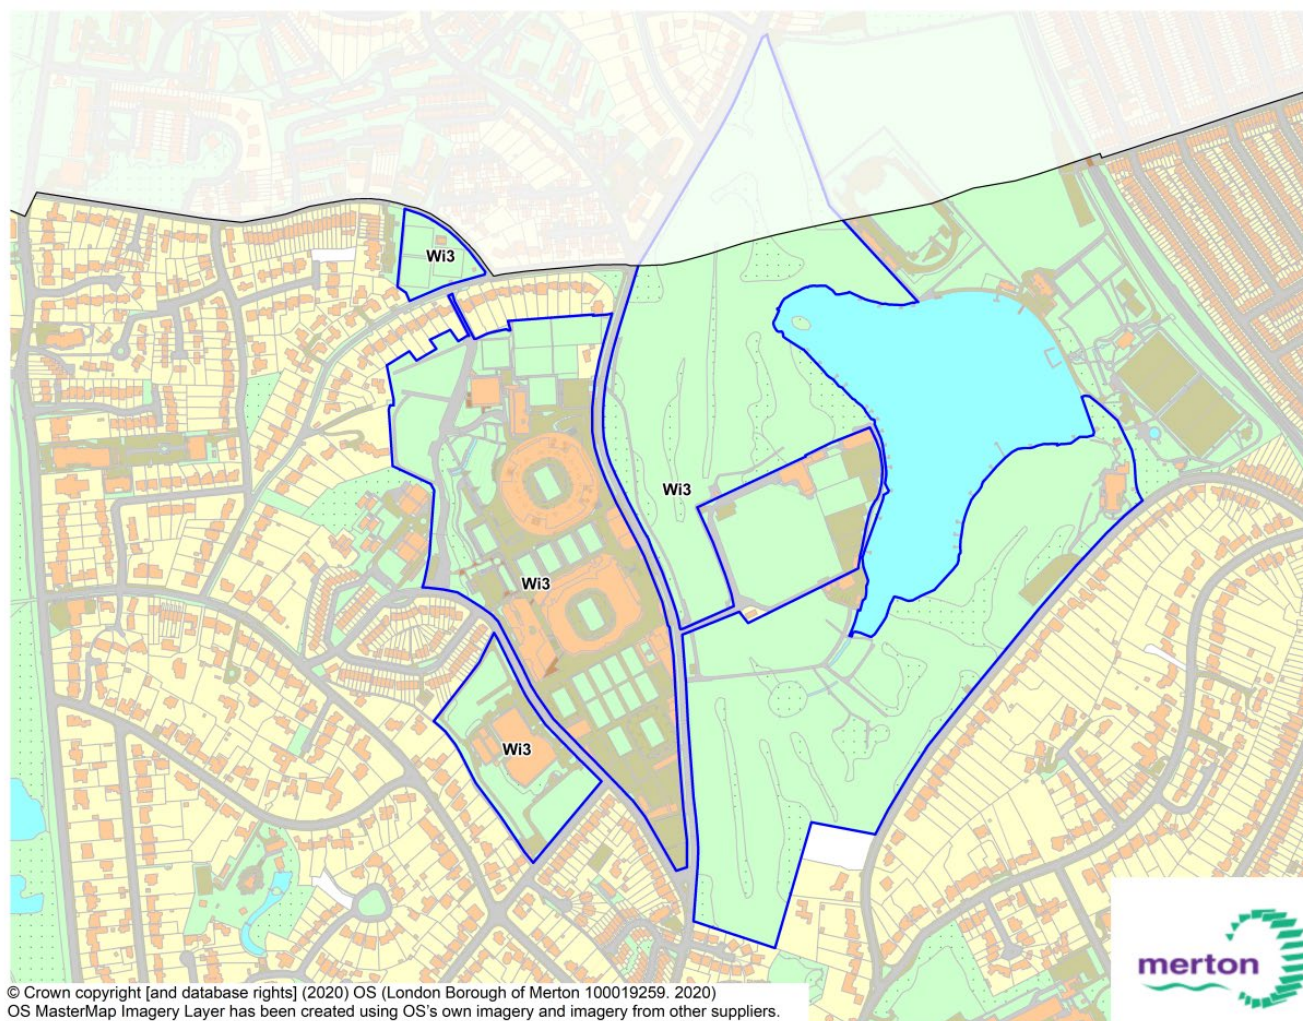 Wi3
Wi3
Wi3
Wi3
merton
© Crown copyright [and database rights] (2020) OS (London Borough of Merton 100019259. 2020)
OS MasterMap Imagery Layer has been created using OS's own imagery and imagery from other suppliers.